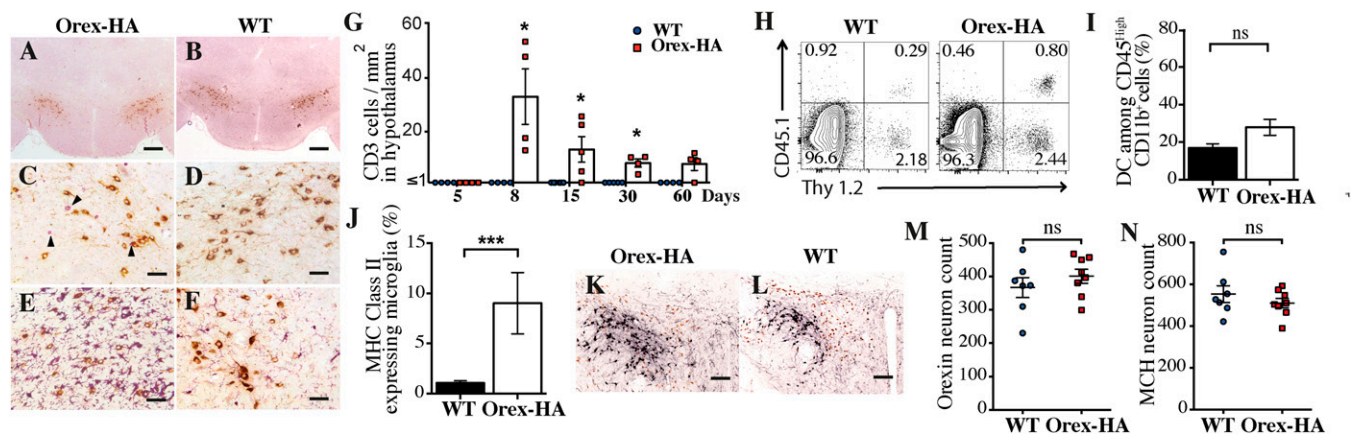 Orex-HA WT
A B
C D
E F
G
CD3 cells / mm2
in hypothalamus
60
40
20
≤1
* * *
WT
Orex-HA
5 8 15 30 60 Days
H WT Orex-HA
0.92 0.29 0.46 0.80
96.6 2.18 96.3 2.44
CD45.1
Thy 1.2
I
DC among CD45High
CD11b+ cells (%)
80
60
40
20
0
ns
WT Orex-HA
J
MHC Class II
expressing microglia (%)
15
10
5
0
***
WT Orex-HA
Orex-HA WT
K L
M
Orexin neuron count
500
400
300
200
100
0
ns
WT Orex-HA
N
MCH neuron count
800
600
400
200
0
ns
WT Orex-HA